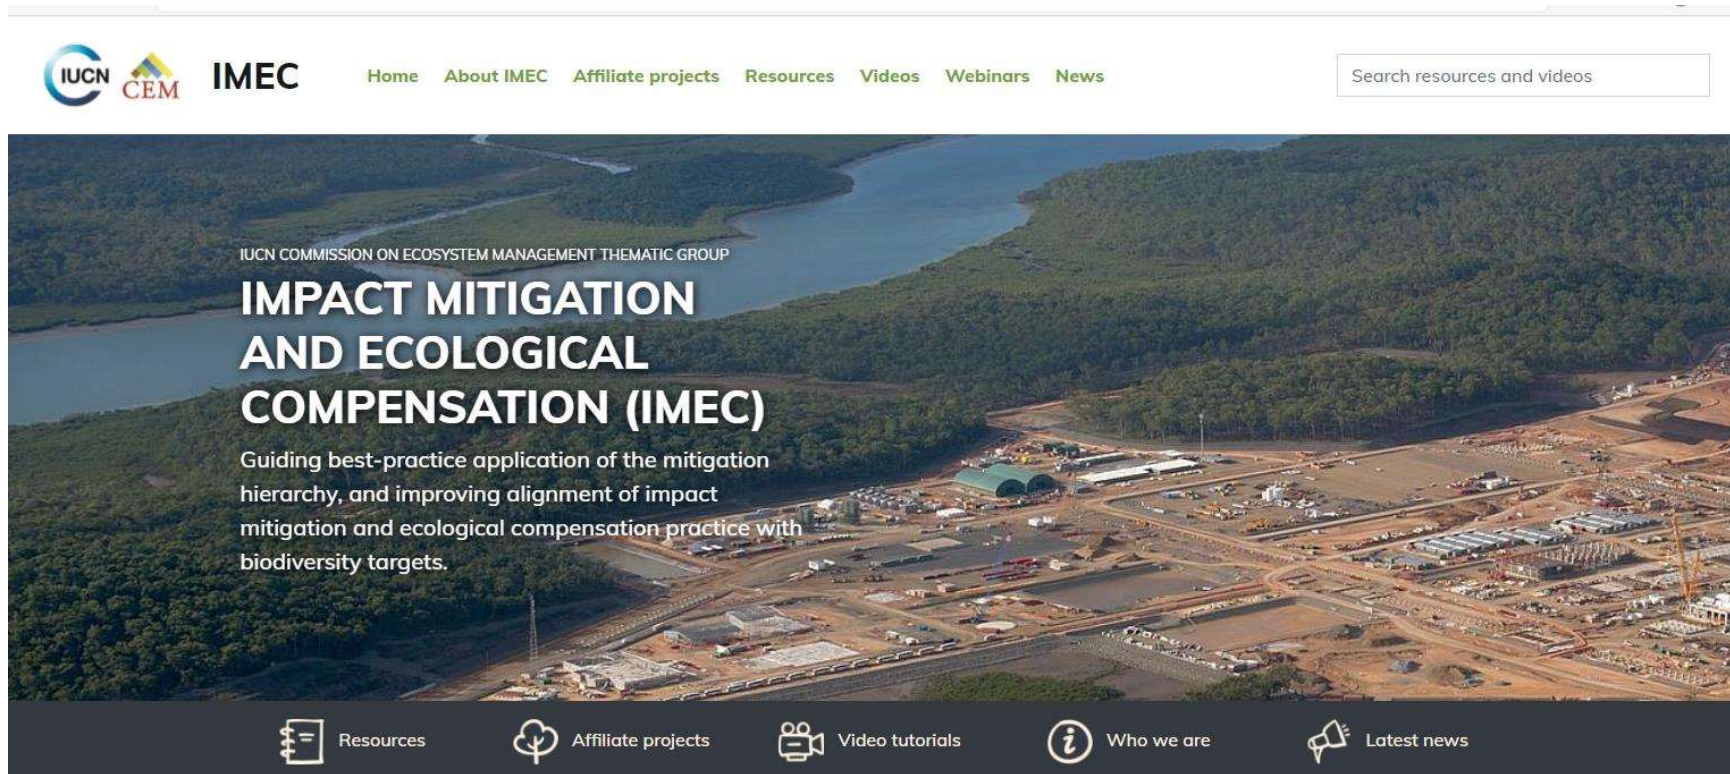 IUCN
CEM
IMEC
Home About IMEC Affiliate projects Resources Videos Webinars News
Search resources and videos
IUCN COMMISSION ON ECOSYSTEM MANAGEMENT THEMATIC GROUP
IMPACT MITIGATION
AND ECOLOGICAL
COMPENSATION (IMEC)
Guiding best-practice application of the mitigation
hierarchy, and improving alignment of impact
mitigation and ecological compensation practice with
biodiversity targets.
Resources Affiliate projects Video tutorials Who we are Latest news